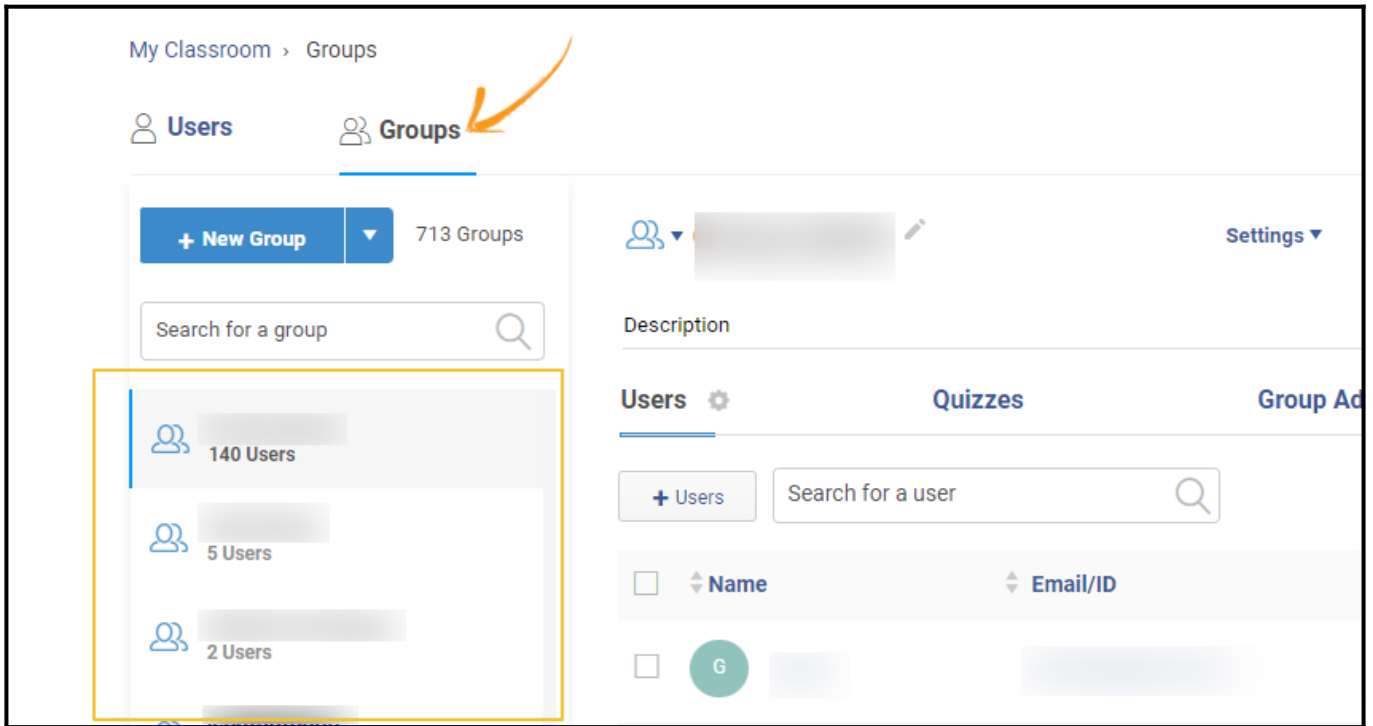 My Classroom › Groups
Users
Groups
+ New Group
713 Groups
Settings
Search for a group
Description
140 Users
5 Users
2 Users
Users
Quizzes
Group Ad
+ Users
Search for a user
Name
Email/ID
G